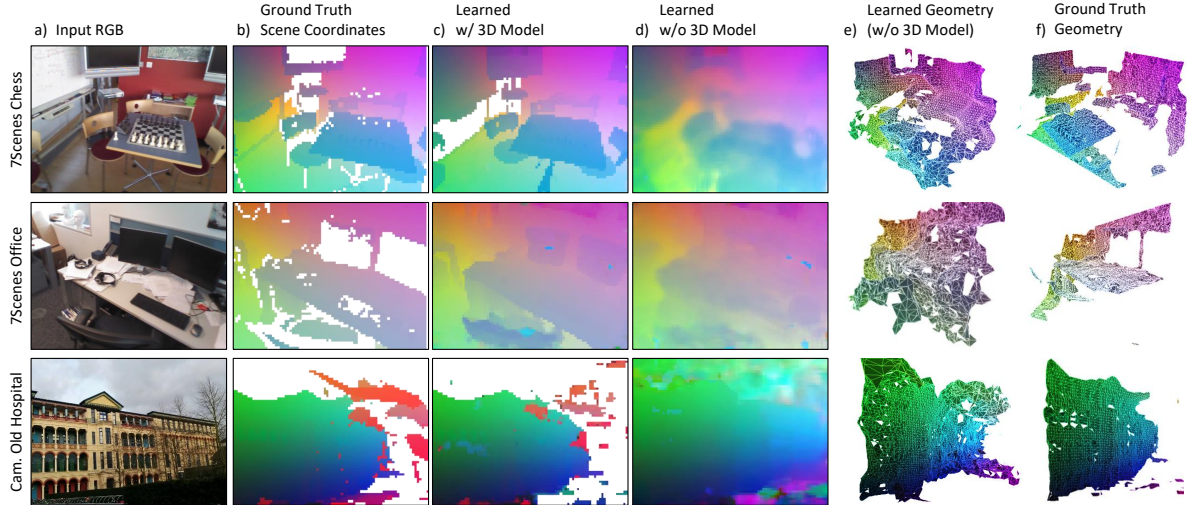 a) Input RGB
Ground Truth
b) Scene Coordinates
Learned
c) w/ 3D Model
Learned
d) w/o 3D Model
Learned Geometry
e) (w/o 3D Model)
Ground Truth
f) Geometry
7Scenes Chess
7Scenes Office
Cam. Old Hospital